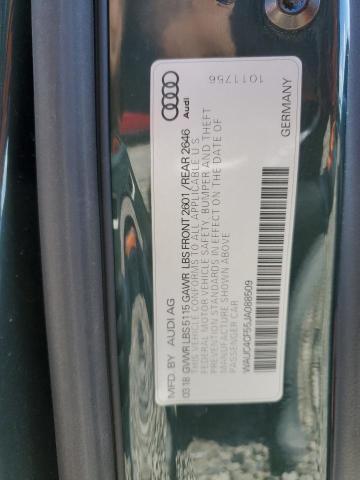 MFD. BY AUDI AG
03.18 GVWR LBS 5115 GAWR LBS FRONT 2601 / REAR 2646
THIS VEHICLE CONFORMS TO ALL APPLICABLE U.S.
FEDERAL MOTOR VEHICLE SAFETY, BUMPER AND THEFT
PREVENTION STANDARDS IN EFFECT ON THE DATE OF
MANUFACTURE SHOWN ABOVE
PASSENGER CAR
WAUC4CF55JA088509
GERMANY
Audi
1011756